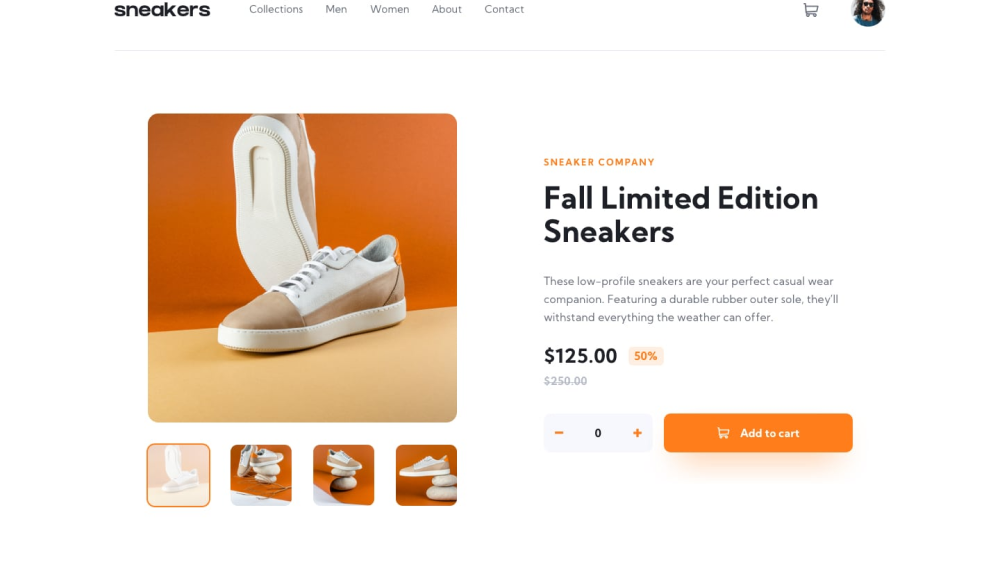 sneakers Collections Men Women About Contact
SNEAKER COMPANY
Fall Limited Edition
Sneakers
These low-profile sneakers are your perfect casual wear
companion. Featuring a durable rubber outer sole, they'll
withstand everything the weather can offer.
$125.00 50%
$250.00
0 Add to cart